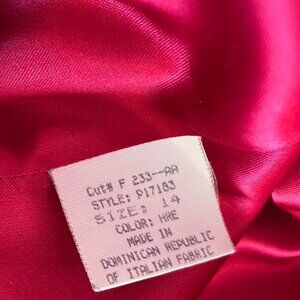 Cut# F 233--AA
STYLE: P17183
SIZE: 14
COLOR: HRE
MADE IN
DOMINICAN REPUBLIC
OF ITALIAN FABRIC